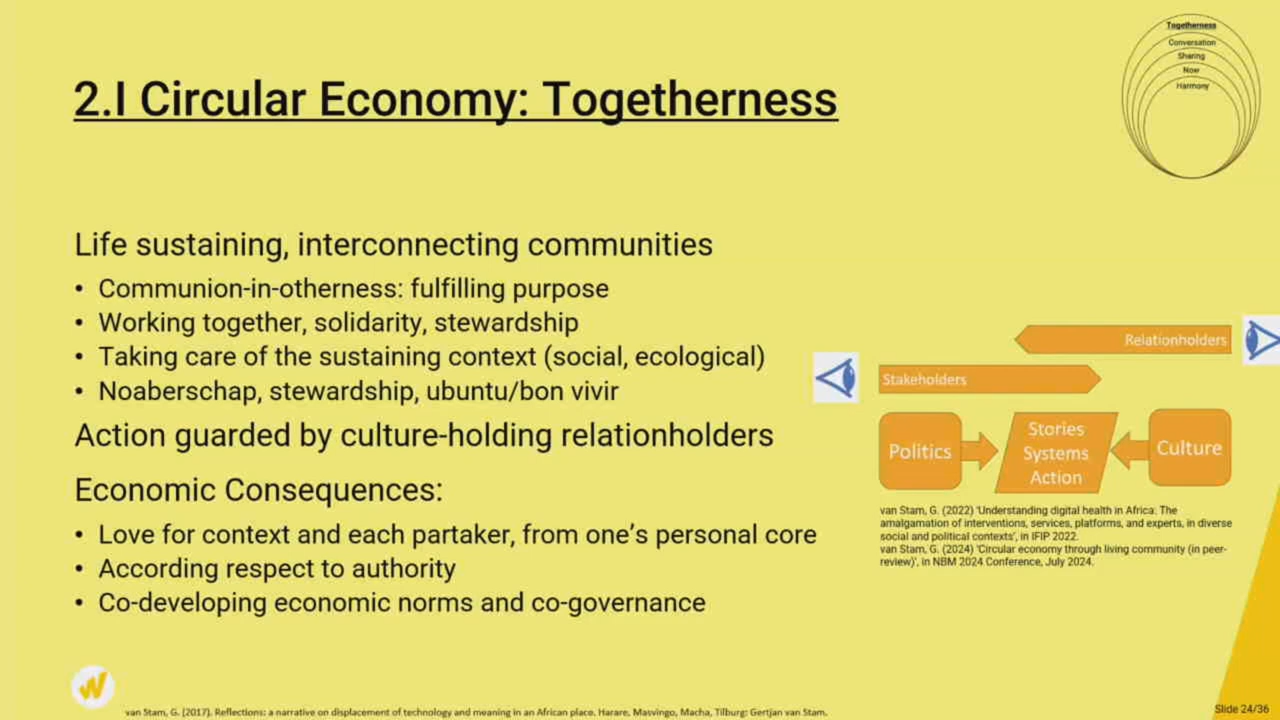 2.I Circular Economy: Togetherness
Togetherness
Conversation
Sharing
Now
Harmony
Life sustaining, interconnecting communities
• Communion-in-otherness: fulfilling purpose
• Working together, solidarity, stewardship
• Taking care of the sustaining context (social, ecological)
• Noaberschap, stewardship, ubuntu/bon vivir
Action guarded by culture-holding relationholders
Economic Consequences:
• Love for context and each partaker, from one's personal core
• According respect to authority
• Co-developing economic norms and co-governance
Relationholders
Stakeholders
Politics
Stories
Systems
Action
Culture
van Stam, G. (2022) 'Understanding digital health in Africa: The
amalgamation of interventions, services, platforms, and experts, in diverse
social and political contexts', in IFIP 2022.
van Stam, G. (2024) 'Circular economy through living community (in peer-
review)', in NBM 2024 Conference, July 2024.
van Stam, G. (2017). Reflections: a narrative on displacement of technology and meaning in an African place. Harare, Masvingo, Macha, Tilburg: Gertjan van Stam.
Slide 24/36